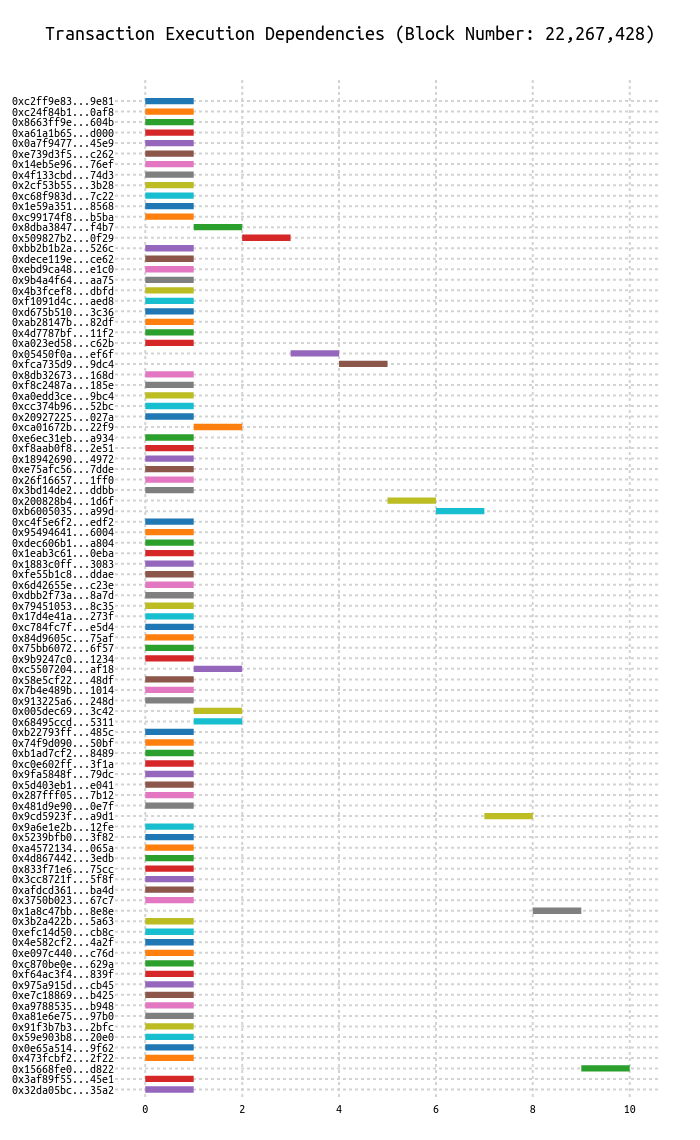 Transaction Execution Dependencies (Block Number: 22,267,428)
0xc2ff9e83...9e81
0xc24f84b1...0af8
0x8663ff9e...604b
0xa61a1b65...d000
0x0a7f9477...45e9
0xe739d3f5...c262
0x14eb5e96...76ef
0x4f133cbd...74d3
0x2cf53b55...3b28
0xc68f983d...7c22
0x1e59a351...8568
0xc99174f8...b5ba
0x8dba3847...f4b7
0x509827b2...0f29
0xbb2b1b2a...526c
0xdece119e...ce62
0xebd9ca48...e1c0
0x9b4a4f64...aa75
0x4b3fcef8...dbfd
0xf1091d4c...aed8
0xd675b510...3c36
0xab28147b...82df
0x4d7787bf...11f2
0xa023ed58...c62b
0x05450f0a...ef6f
0xfca735d9...9dc4
0x8db32673...168d
0xf8c2487a...185e
0xa0edd3ce...9bc4
0xcc374b96...52bc
0x20927225...027a
0xca01672b...22f9
0xe6ec31eb...a934
0xf8aab0f8...2e51
0x18942690...4972
0xe75afc56...7dde
0x26f16657...1ff0
0x3bd14de2...ddbb
0x200828b4...1d6f
0xb6005035...a99d
0xc4f5e6f2...edf2
0x95494641...6004
0xdec606b1...a804
0x1eab3c61...0eba
0x1883c0ff...3083
0xfe55b1c8...ddae
0x6d42655e...c23e
0xdbb2f73a...8a7d
0x79451053...8c35
0x17d4e41a...273f
0xc784fc7f...e5d4
0x84d9605c...75af
0x75bb6072...6f57
0x9b9247c0...1234
0xc5507204...af18
0x58e5cf22...48df
0x7b4e489b...1014
0x913225a6...248d
0x005dec69...3c42
0x68495ccd...5311
0xb22793ff...485c
0x74f9d090...50bf
0xb1ad7cf2...8489
0xc0e602ff...3f1a
0x9fa5848f...79dc
0x5d403eb1...e041
0x287fff05...7b12
0x481d9e90...0e7f
0x9cd5923f...a9d1
0x9a6e1e2b...12fe
0x5239bfb0...3f82
0xa4572134...065a
0x4d867442...3edb
0x833f71e6...75cc
0x3cc8721f...5f8f
0xafdcd361...ba4d
0x3750b023...67c7
0x1a8c47bb...8e8e
0x3b2a422b...5a63
0xefc14d50...cb8c
0x4e582cf2...4a2f
0xe097c440...c76d
0xc870be0e...629a
0xf64ac3f4...839f
0x975a915d...cb45
0xe7c18869...b425
0xa9788535...b948
0xa81e6e75...97b0
0x91f3b7b3...2bfc
0x59e903b8...20e0
0x0e65a514...9f62
0x473fcbf2...2f22
0x15668fe0...d822
0x3af89f55...45e1
0x32da05bc...35a2
0 2 4 6 8 10